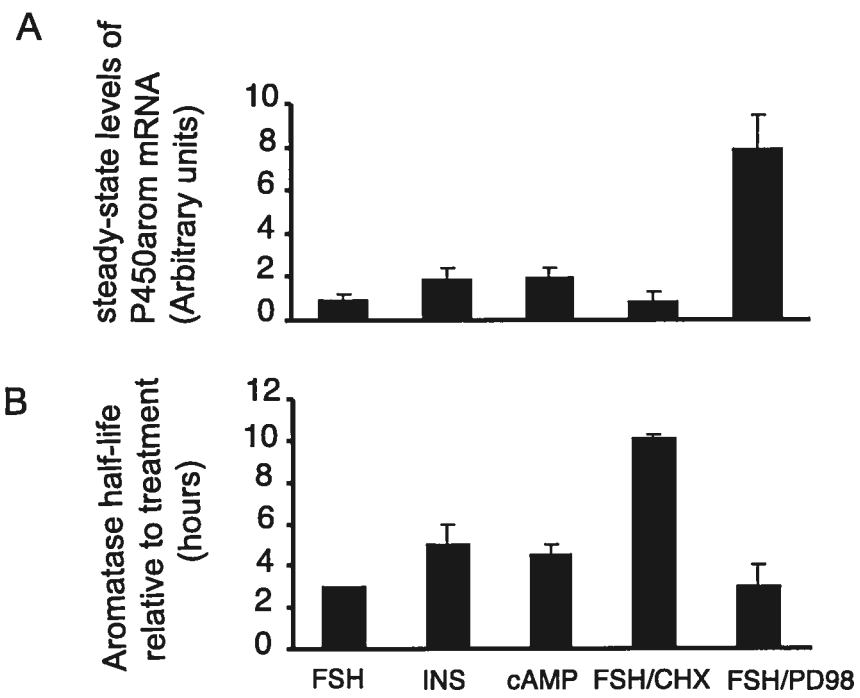 A
steady-state levels of
P450arom mRNA
(Arbitrary units)
10
8
6
4
2
0
B
Aromatase half-life
relative to treatment
(hours)
12
10
8
6
4
2
0
FSH INS cAMP FSH/CHX FSH/PD98